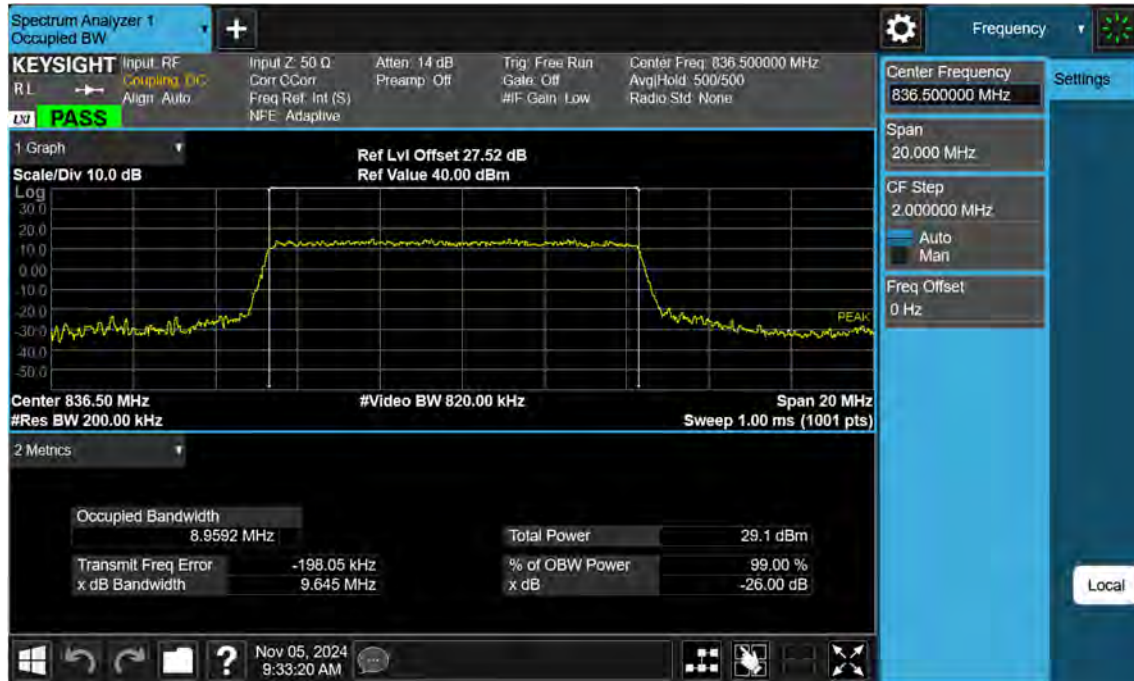 Spectrum Analyzer 1
Occupied BW
+
Frequency
KEYSIGHT
RL
LXI
PASS
Input: RF
Coupling: DC
Align: Auto
Input Z: 50 Ω
Corr CCorr
Freq Ref: Int (S)
NFE: Adaptive
Atten: 14 dB
Preamp: Off
Trig: Free Run
Gate: Off
#IF Gain: Low
Center Freq: 836.500000 MHz
Avg|Hold: 500/500
Radio Std: None
Center Frequency
836.500000 MHz
Settings
Span
20.000 MHz
CF Step
2.000000 MHz
Auto
Man
Freq Offset
0 Hz
1 Graph
Scale/Div 10.0 dB
Ref Lvl Offset 27.52 dB
Ref Value 40.00 dBm
Log
30.0
20.0
10.0
0.00
-10.0
-20.0
-30.0
-40.0
-50.0
PEAK
Center 836.50 MHz
#Video BW 820.00 kHz
Span 20 MHz
#Res BW 200.00 kHz
Sweep 1.00 ms (1001 pts)
2 Metrics
Occupied Bandwidth
8.9592 MHz
Total Power 29.1 dBm
Transmit Freq Error -198.05 kHz
% of OBW Power 99.00 %
x dB Bandwidth 9.645 MHz
x dB -26.00 dB
Local
?
Nov 05, 2024
9:33:20 AM